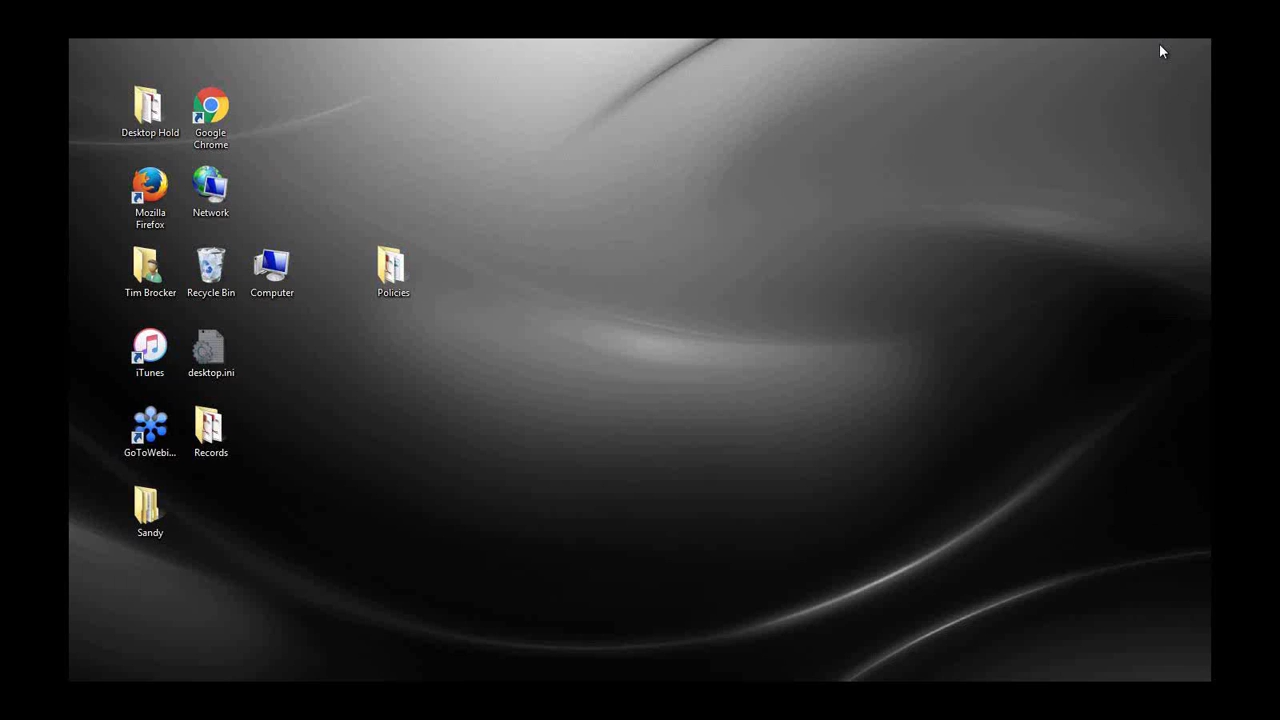 Desktop Hold
Google
Chrome
Mozilla
Firefox
Network
Tim Brocker
Recycle Bin
Computer
Policies
iTunes
desktop.ini
GoToWebi...
Records
Sandy